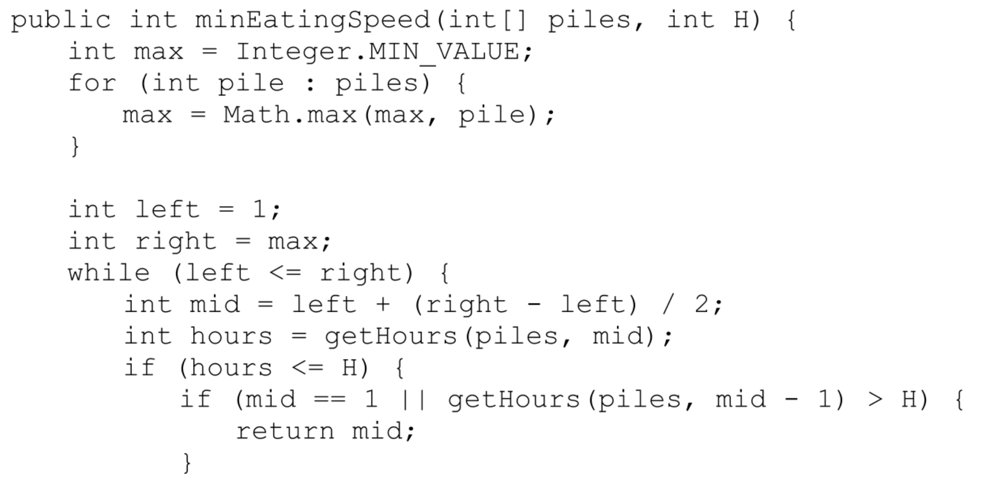 public int minEatingSpeed(int[] piles, int H) {
    int max = Integer.MIN_VALUE;
    for (int pile : piles) {
        max = Math.max(max, pile);
    }

    int left = 1;
    int right = max;
    while (left <= right) {
        int mid = left + (right - left) / 2;
        int hours = getHours(piles, mid);
        if (hours <= H) {
            if (mid == 1 || getHours(piles, mid - 1) > H) {
                return mid;
            }